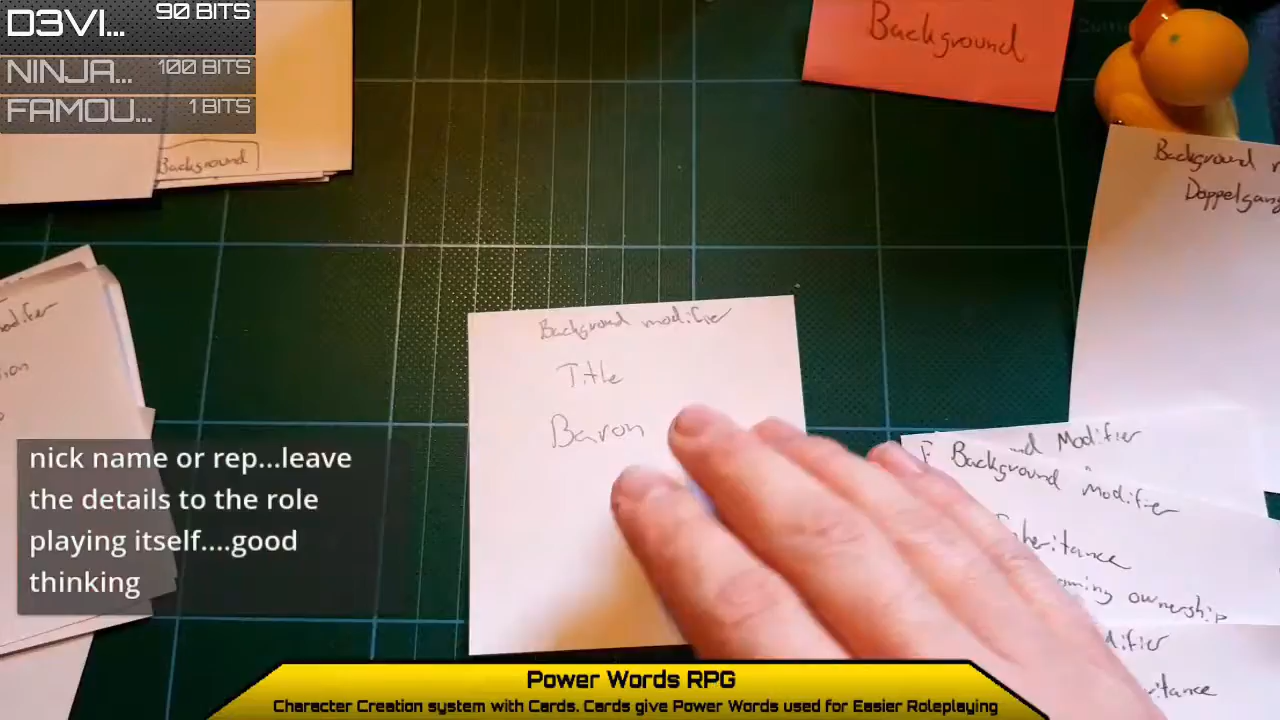 D3VI... 90 BITS
NINJA... 100 BITS
FAMOU... 1 BITS
Background
Background
Background
Doppelgang
Background modifier
Title
Baron
Modifier
Background modifier
Inheritance
ownership
nick name or rep...leave
the details to the role
playing itself....good
thinking
Power Words RPG
Character Creation system with Cards. Cards give Power Words used for Easier Roleplaying